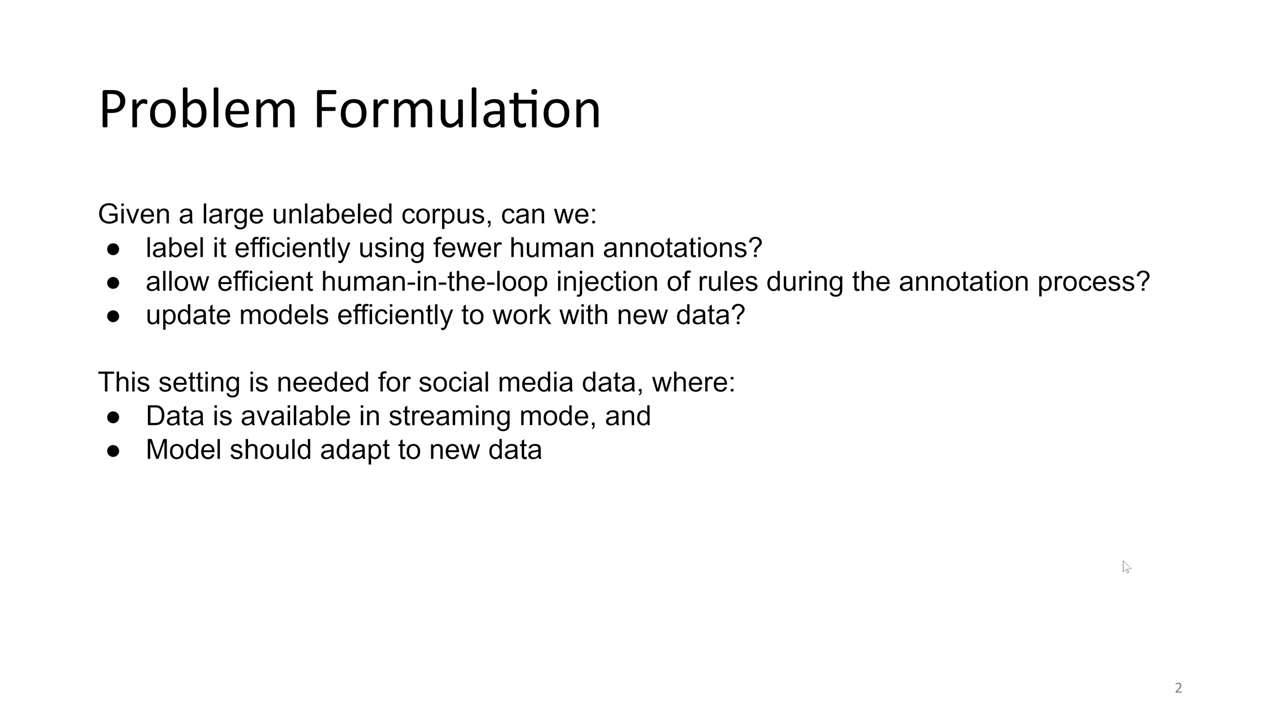 Problem Formulation
Given a large unlabeled corpus, can we:
● label it efficiently using fewer human annotations?
● allow efficient human-in-the-loop injection of rules during the annotation process?
● update models efficiently to work with new data?
This setting is needed for social media data, where:
● Data is available in streaming mode, and
● Model should adapt to new data
2